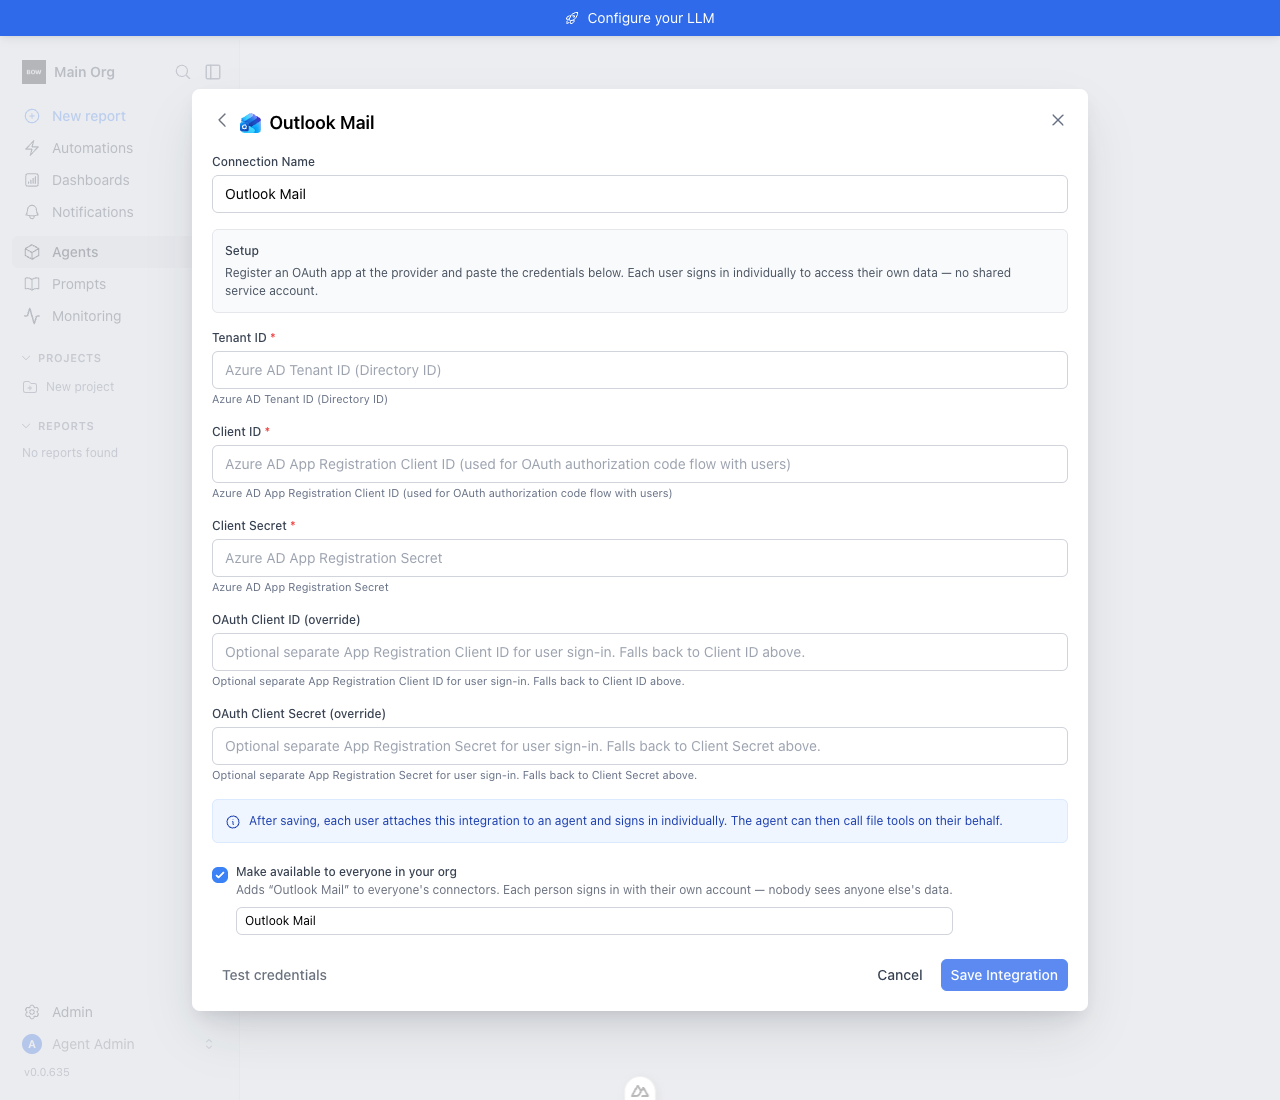 Configure your LLM
BOW
Main Org
New report
Automations
Dashboards
Notifications
Agents
Prompts
Monitoring
PROJECTS
New project
REPORTS
No reports found
Admin
A
Agent Admin
v0.0.635
Outlook Mail
Connection Name
Outlook Mail
Setup
Register an OAuth app at the provider and paste the credentials below. Each user signs in individually to access their own data — no shared
service account.
Tenant ID *
Azure AD Tenant ID (Directory ID)
Azure AD Tenant ID (Directory ID)
Client ID *
Azure AD App Registration Client ID (used for OAuth authorization code flow with users)
Azure AD App Registration Client ID (used for OAuth authorization code flow with users)
Client Secret *
Azure AD App Registration Secret
Azure AD App Registration Secret
OAuth Client ID (override)
Optional separate App Registration Client ID for user sign-in. Falls back to Client ID above.
Optional separate App Registration Client ID for user sign-in. Falls back to Client ID above.
OAuth Client Secret (override)
Optional separate App Registration Secret for user sign-in. Falls back to Client Secret above.
Optional separate App Registration Secret for user sign-in. Falls back to Client Secret above.
After saving, each user attaches this integration to an agent and signs in individually. The agent can then call file tools on their behalf.
Make available to everyone in your org
Adds “Outlook Mail” to everyone's connectors. Each person signs in with their own account — nobody sees anyone else's data.
Outlook Mail
Test credentials
Cancel
Save Integration